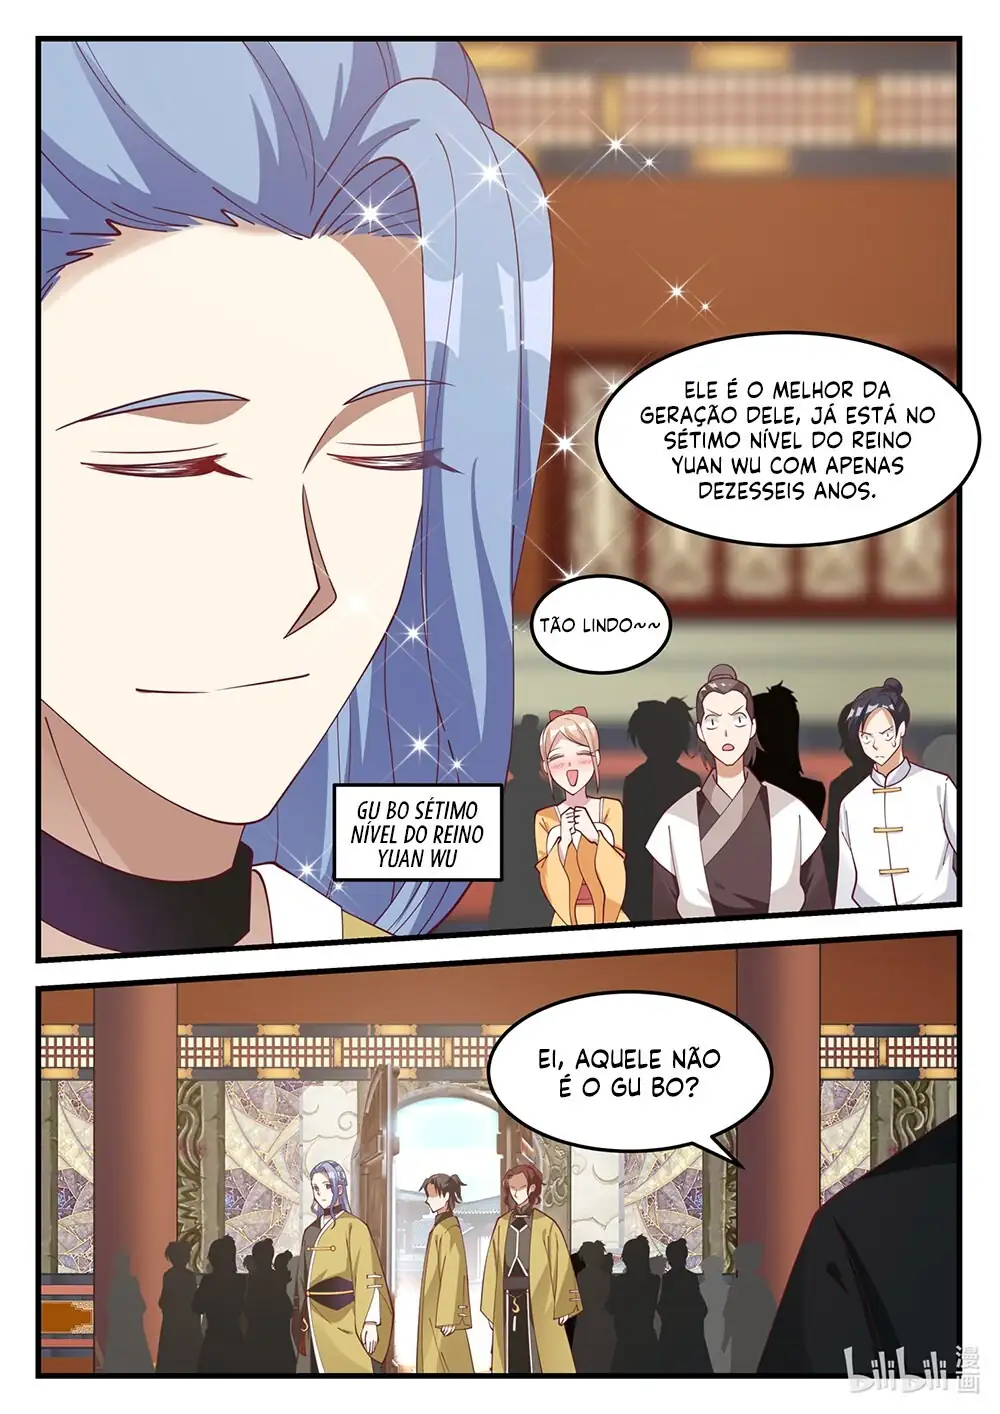 ELE É O MELHOR DA
GERAÇÃO DELE, JÁ ESTÁ NO
SÉTIMO NÍVEL DO REINO
YUAN WU COM APENAS
DEZESSEIS ANOS.
TÃO LINDO~~
GU BO SÉTIMO
NÍVEL DO REINO
YUAN WU
EI, AQUELE NÃO
É O GU BO?
bilibili
漫画